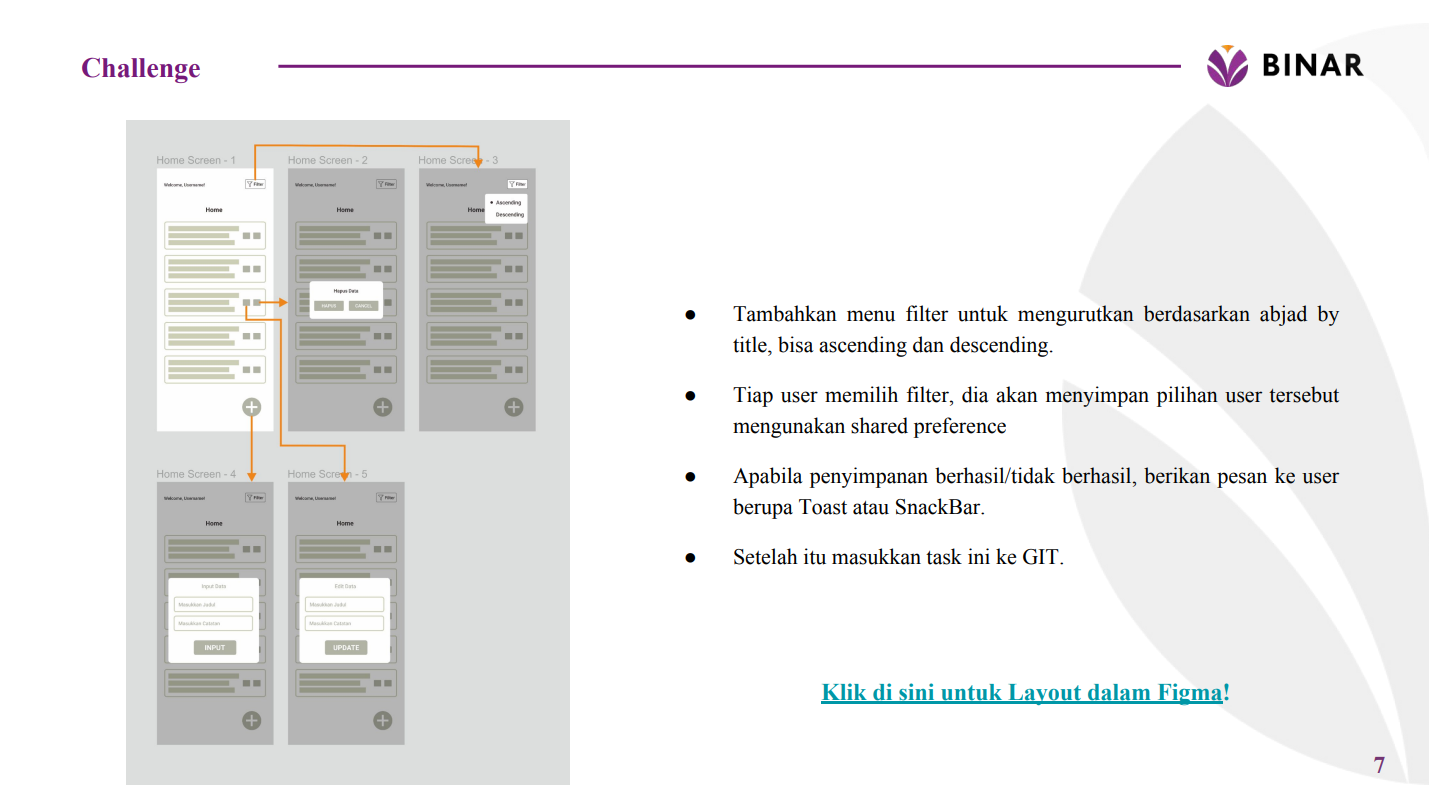 Challenge
BINAR
Home Screen - 1
Home Screen - 2
Home Screen - 3
Welcome, Username!
Filter
Welcome, Username!
Filter
Welcome, Username!
Filter
Home
Home
Home
Ascending
Descending
Hapus Data
HAPUS
CANCEL
Home Screen - 4
Home Screen - 5
Welcome, Username!
Filter
Welcome, Username!
Filter
Home
Home
Input Data
Masukkan Judul
Masukkan Catatan
INPUT
Edit Data
Masukkan Judul
Masukkan Catatan
UPDATE
● Tambahkan menu filter untuk mengurutkan berdasarkan abjad by
title, bisa ascending dan descending.
● Tiap user memilih filter, dia akan menyimpan pilihan user tersebut
mengunakan shared preference
● Apabila penyimpanan berhasil/tidak berhasil, berikan pesan ke user
berupa Toast atau SnackBar.
● Setelah itu masukkan task ini ke GIT.
Klik di sini untuk Layout dalam Figma!
7